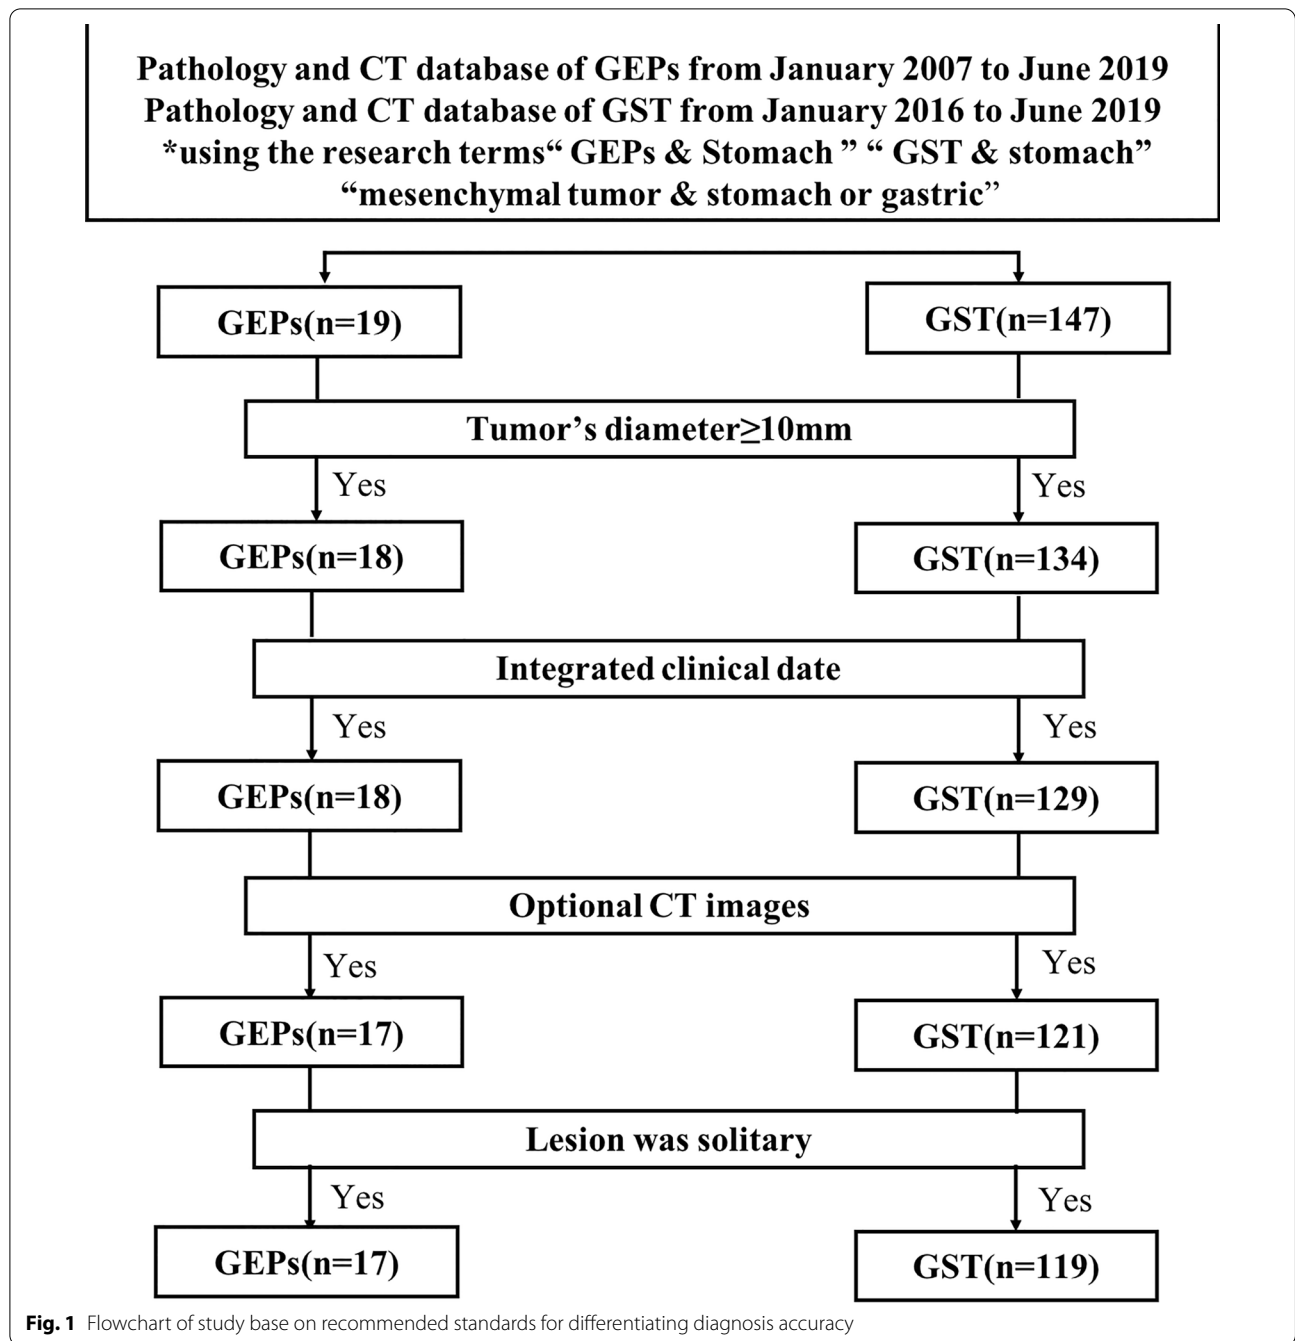 Pathology and CT database of GEPs from January 2007 to June 2019
Pathology and CT database of GST from January 2016 to June 2019
*using the research terms“ GEPs & Stomach ” “ GST & stomach”
“mesenchymal tumor & stomach or gastric”
GEPs(n=19)
GST(n=147)
Tumor’s diameter≥10mm
Yes
Yes
GEPs(n=18)
GST(n=134)
Integrated clinical date
Yes
Yes
GEPs(n=18)
GST(n=129)
Optional CT images
Yes
Yes
GEPs(n=17)
GST(n=121)
Lesion was solitary
Yes
Yes
GEPs(n=17)
GST(n=119)
Fig. 1 Flowchart of study base on recommended standards for differentiating diagnosis accuracy